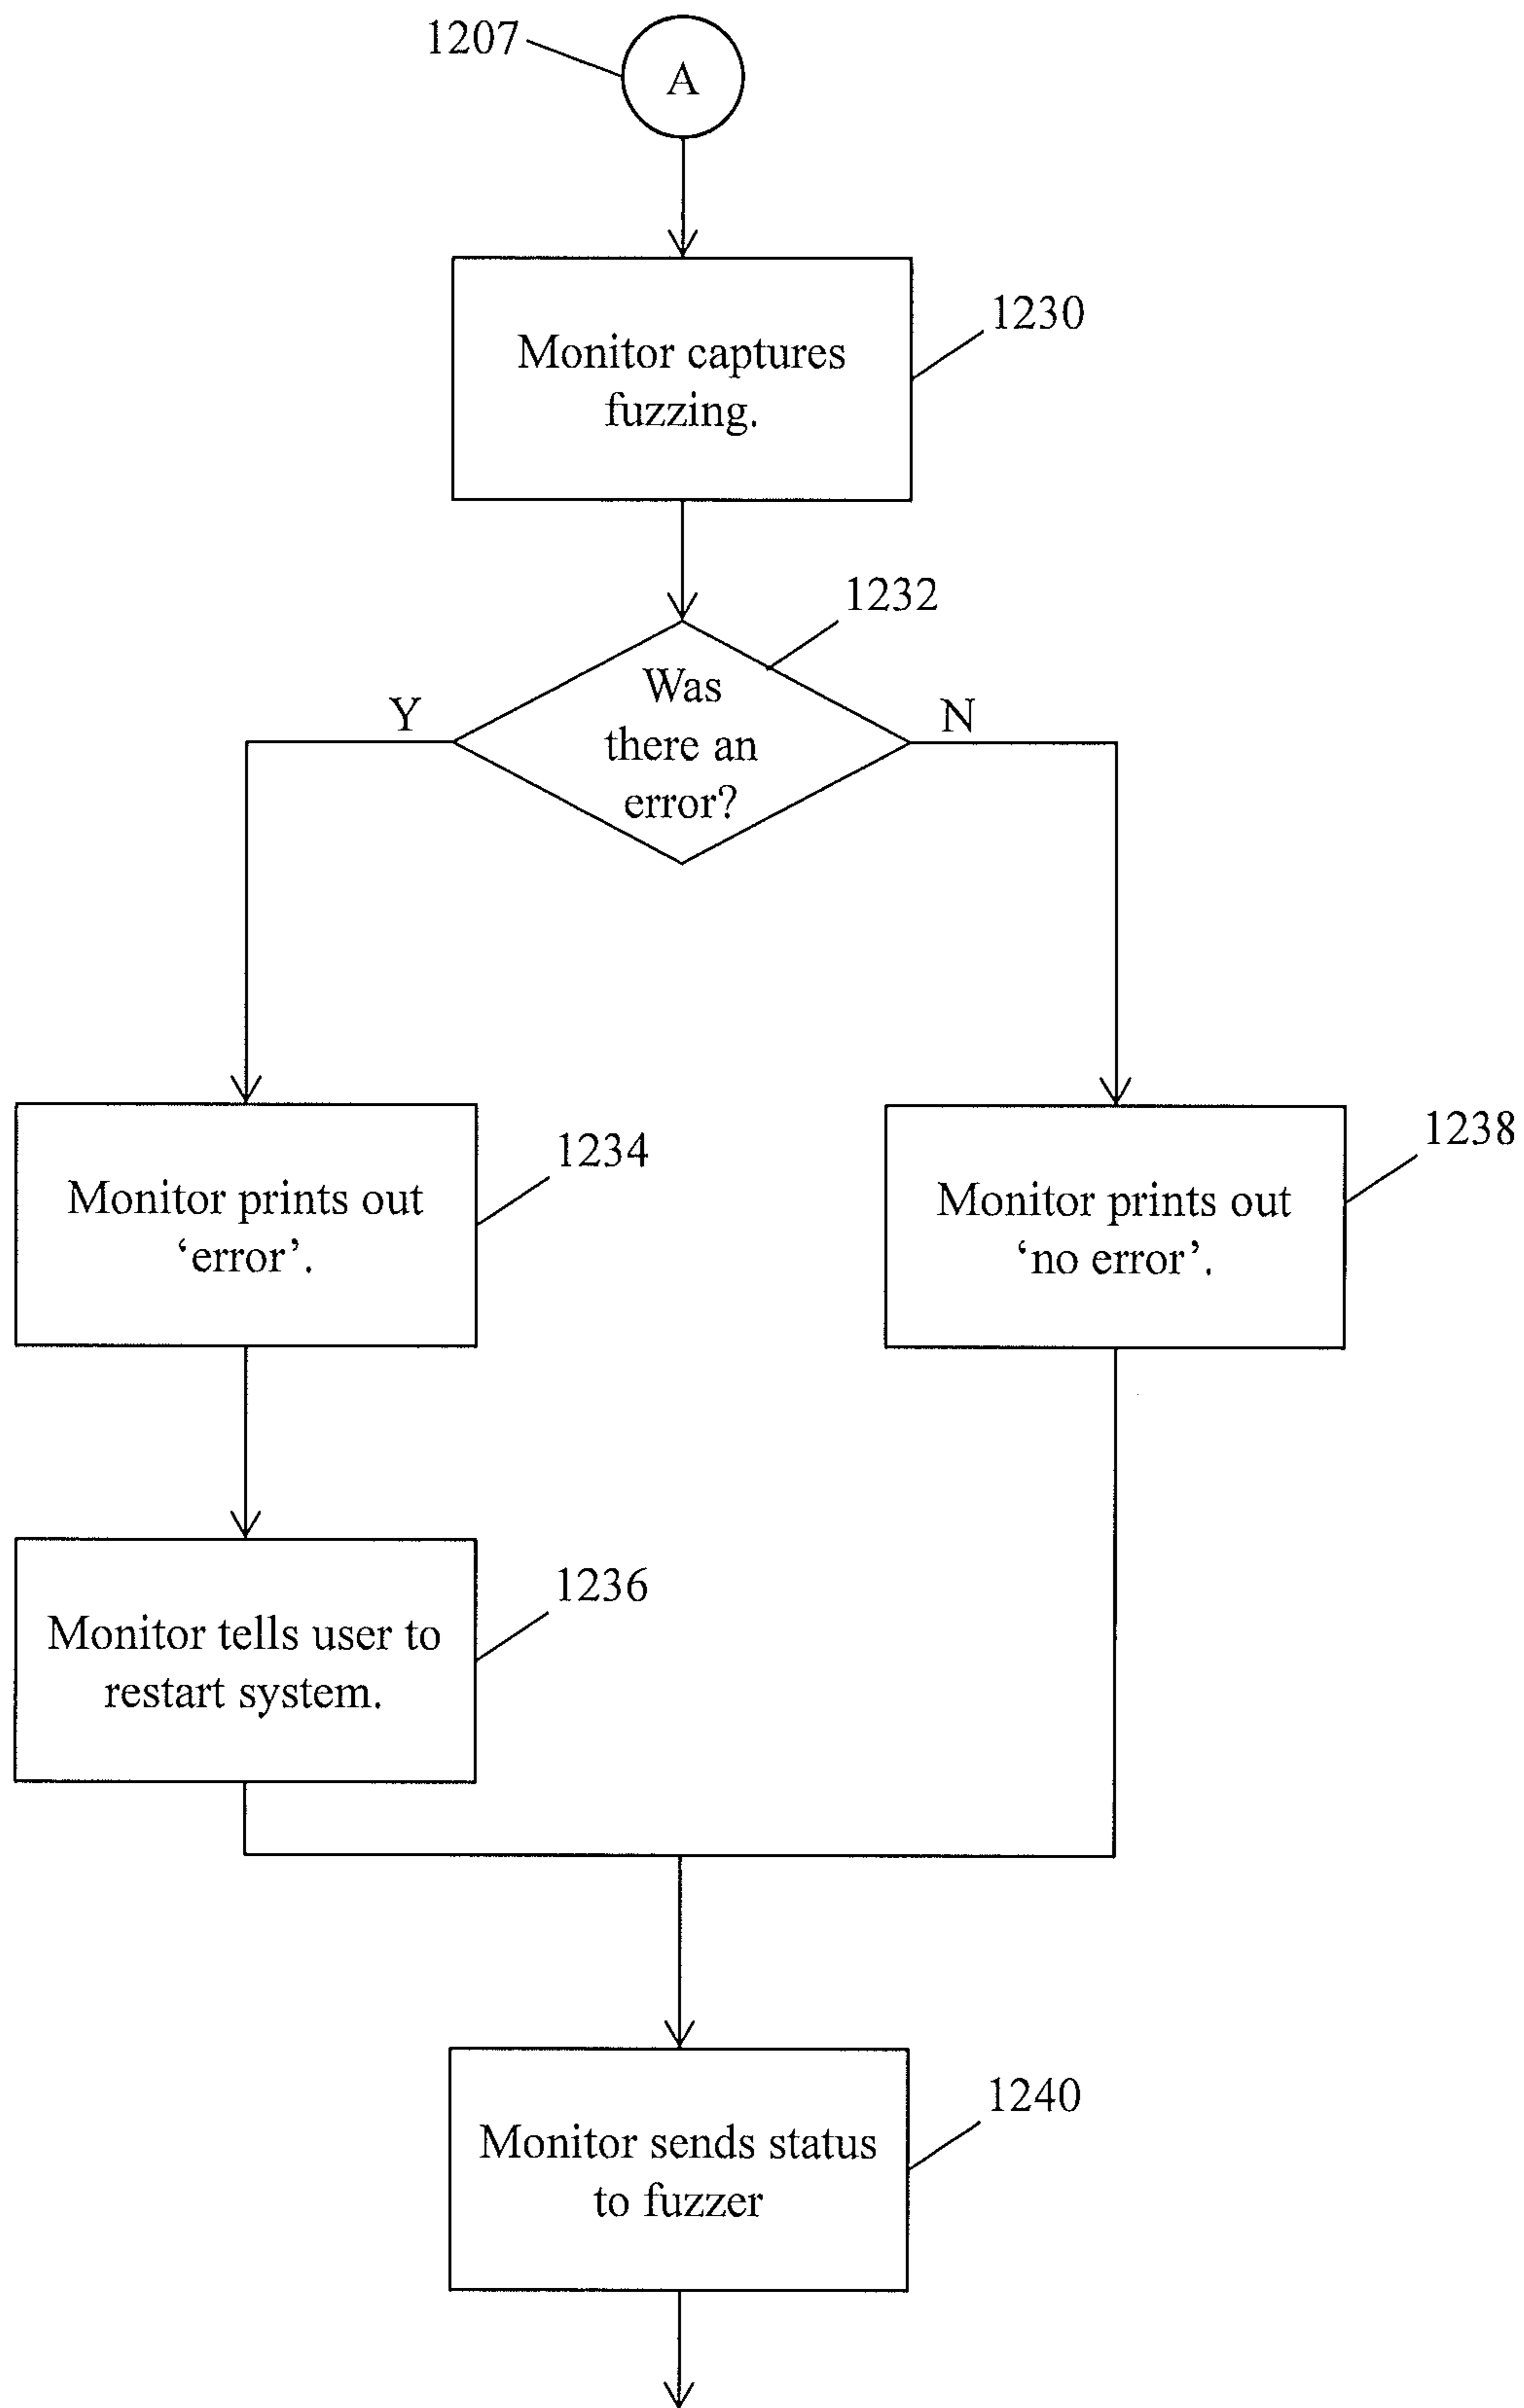 1207
A
Monitor captures
fuzzing.
1230
1232
Was
there an
error?
Y
N
Monitor prints out
‘error’.
1234
Monitor prints out
‘no error’.
1238
Monitor tells user to
restart system.
1236
Monitor sends status
to fuzzer
1240